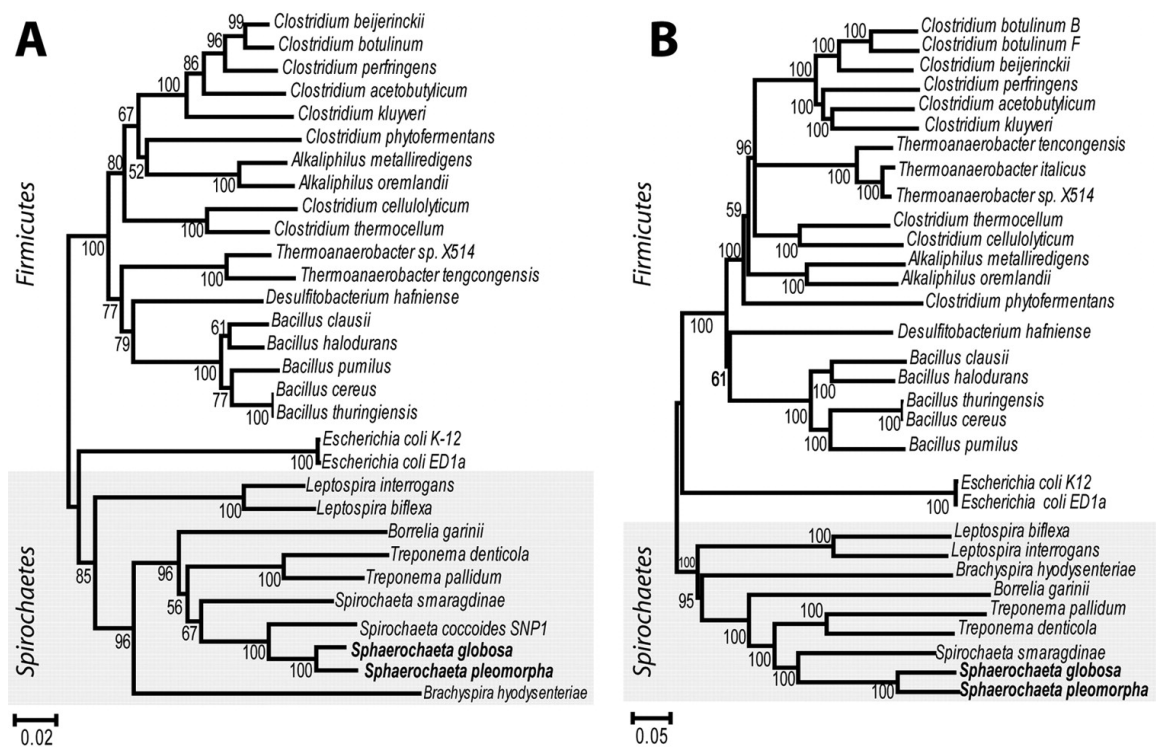 A
Firmicutes
99
Clostridium beijerinckii
96
Clostridium botulinum
86
Clostridium perfringens
100
Clostridium acetobutylicum
67
Clostridium kluyveri
Clostridium phytofermentans
80
52
Alkaliphilus metalliredigens
100
Alkaliphilus oremlandii
Clostridium cellulolyticum
100
Clostridium thermocellum
100
Thermoanaerobacter sp. X514
100
Thermoanaerobacter tengcongensis
77
Desulfitobacterium hafniense
79
61
Bacillus clausii
Bacillus halodurans
100
Bacillus pumilus
77
Bacillus cereus
100
Bacillus thuringiensis
Escherichia coli K-12
100
Escherichia coli ED1a
Spirochaetes
Leptospira interrogans
100
Leptospira biflexa
Borrelia garinii
85
96
Treponema denticola
100
Treponema pallidum
56
Spirochaeta smaragdinae
67
96
Spirochaeta coccoides SNP1
100
Sphaerochaeta globosa
100
Sphaerochaeta pleomorpha
Brachyspira hyodysenteriae
0.02
B
Firmicutes
Clostridium botulinum B
100
100
Clostridium botulinum F
100
Clostridium beijerinckii
Clostridium perfringens
100
Clostridium acetobutylicum
100
Clostridium kluyveri
96
Thermoanaerobacter tencongensis
100
Thermoanaerobacter italicus
100
Thermoanaerobacter sp. X514
59
Clostridium thermocellum
100
Clostridium cellulolyticum
100
Alkaliphilus metalliredigens
100
Alkaliphilus oremlandii
Clostridium phytofermentans
100
Desulfitobacterium hafniense
61
Bacillus clausii
100
Bacillus halodurans
100
Bacillus thuringensis
100
Bacillus cereus
100
Bacillus pumilus
Escherichia coli K12
100
Escherichia coli ED1a
Spirochaetes
Leptospira biflexa
100
Leptospira interrogans
100
Brachyspira hyodysenteriae
95
Borrelia garinii
Treponema pallidum
100
100
Treponema denticola
100
Spirochaeta smaragdinae
100
Sphaerochaeta globosa
100
Sphaerochaeta pleomorpha
0.05